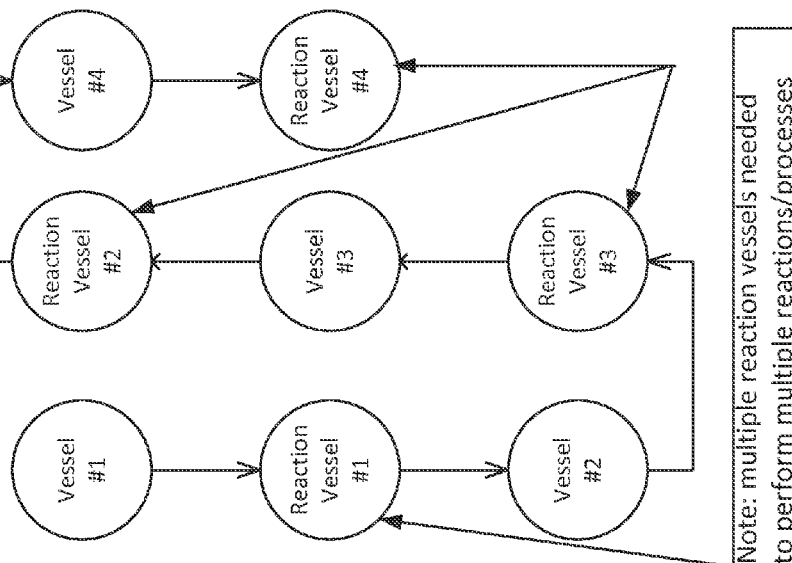 Vessel
#1
Reaction
Vessel
#1
Vessel
#2
Reaction
Vessel
#2
Vessel
#3
Reaction
Vessel
#3
Vessel
#4
Reaction
Vessel
#4
Note: multiple reaction vessels needed
to perform multiple reactions/processes